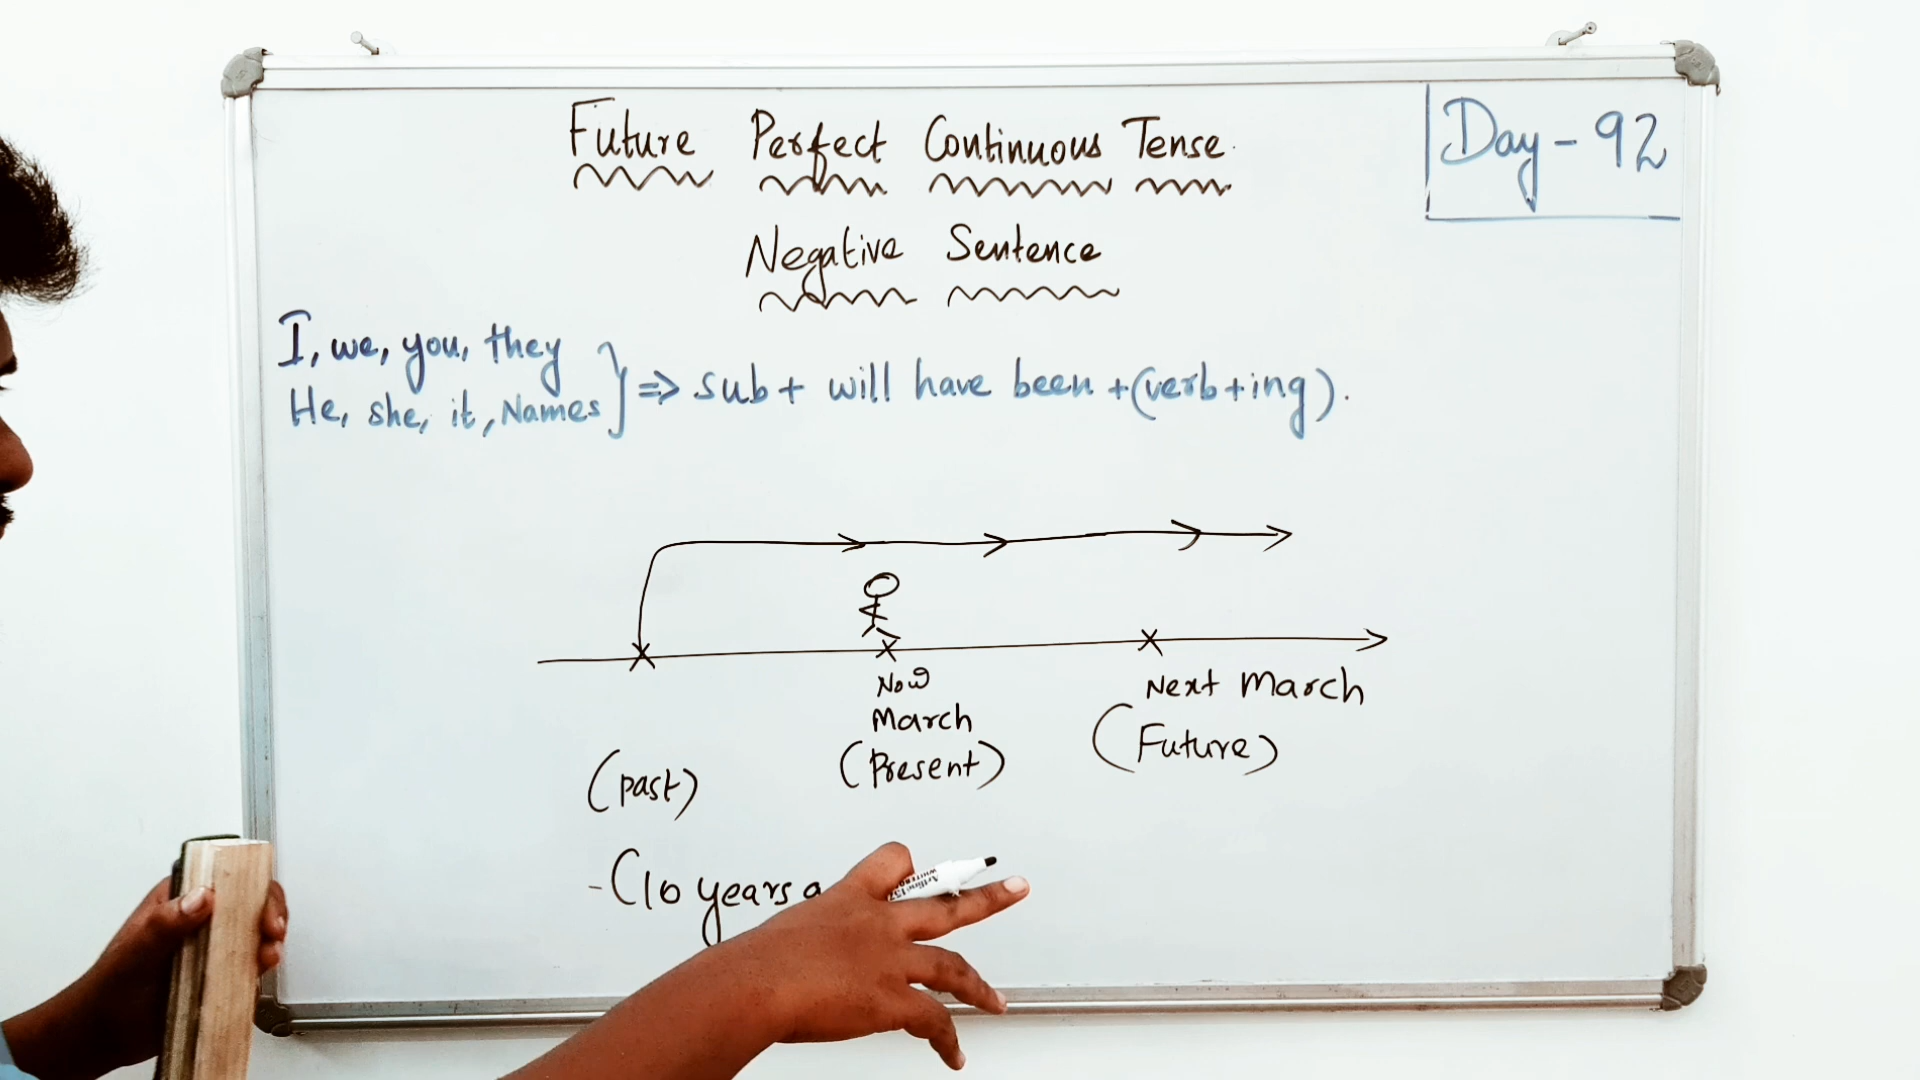 Future Perfect Continuous Tense.
Day - 92
Negative Sentence
I, we, you, they
He, she, it, Names } => sub + will have been + (verb+ing).
Now
March
(Present)
Next March
(Future)
(past)
- (10 years